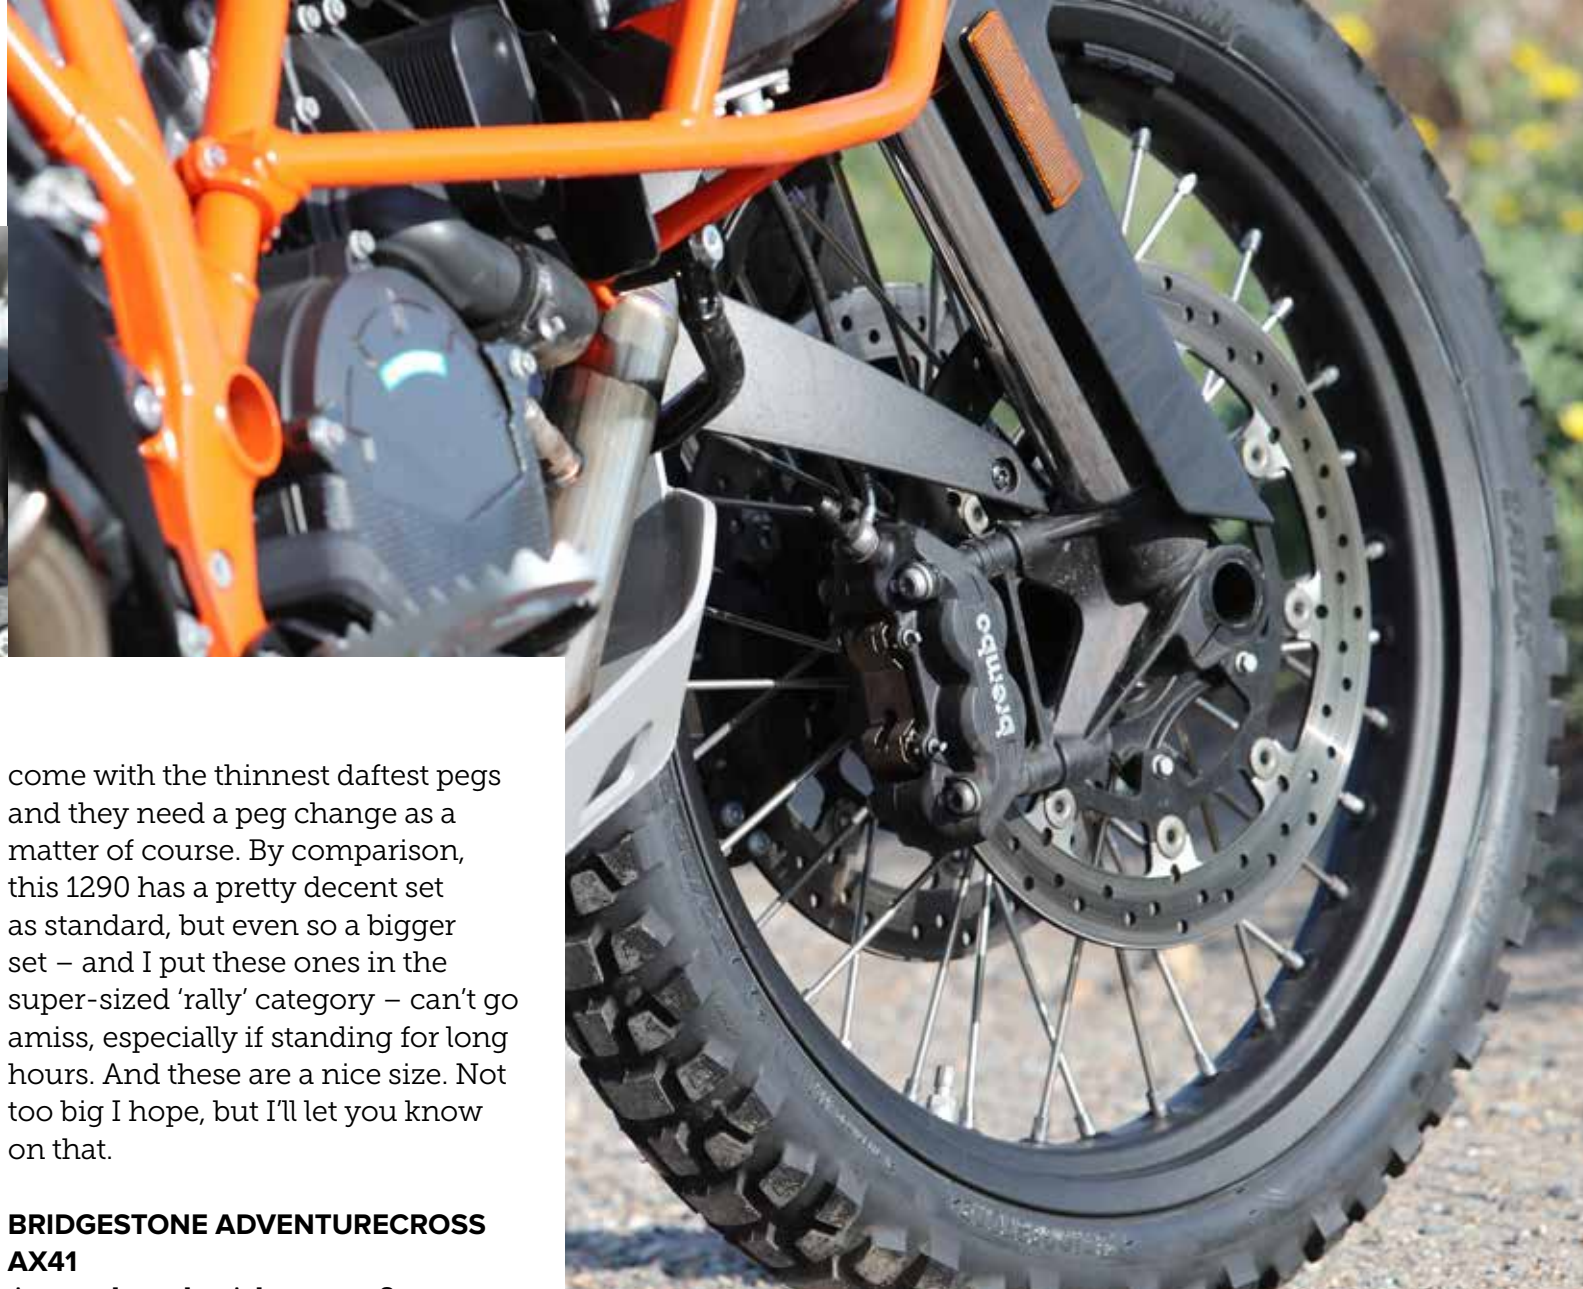 brembo
come with the thinnest daftest pegs
and they need a peg change as a
matter of course. By comparison,
this 1290 has a pretty decent set
as standard, but even so a bigger
set – and I put these ones in the
super-sized ‘rally’ category – can’t go
amiss, especially if standing for long
hours. And these are a nice size. Not
too big I hope, but I’ll let you know
on that.
BRIDGESTONE ADVENTURECROSS
AX41